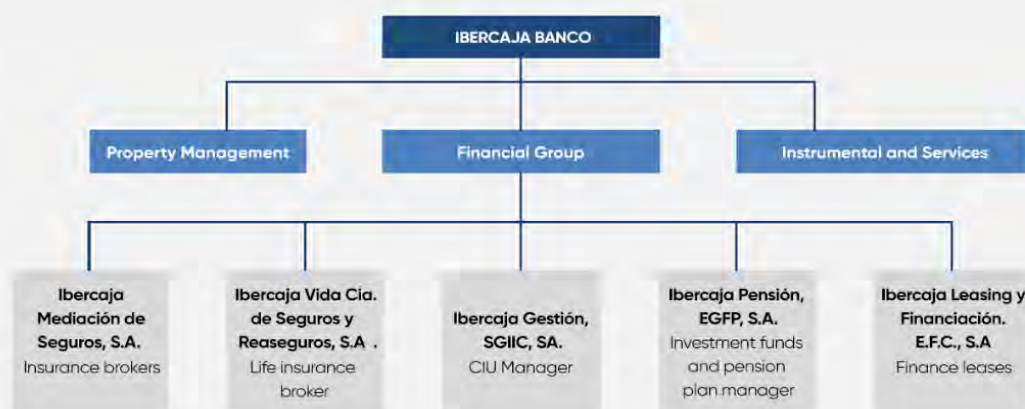 IBERCAJA BANCO
Property Management
Financial Group
Instrumental and Services
Ibercaja
Mediación de
Seguros, S.A.
Insurance brokers
Ibercaja Vida Cia.
de Seguros y
Reaseguros, S.A .
Life insurance
broker
Ibercaja Gestión,
SGIIC, SA.
CIU Manager
Ibercaja Pensión,
EGFP, S.A.
Investment funds
and pension
plan manager
Ibercaja Leasing y
Financiación.
E.F.C., S.A
Finance leases